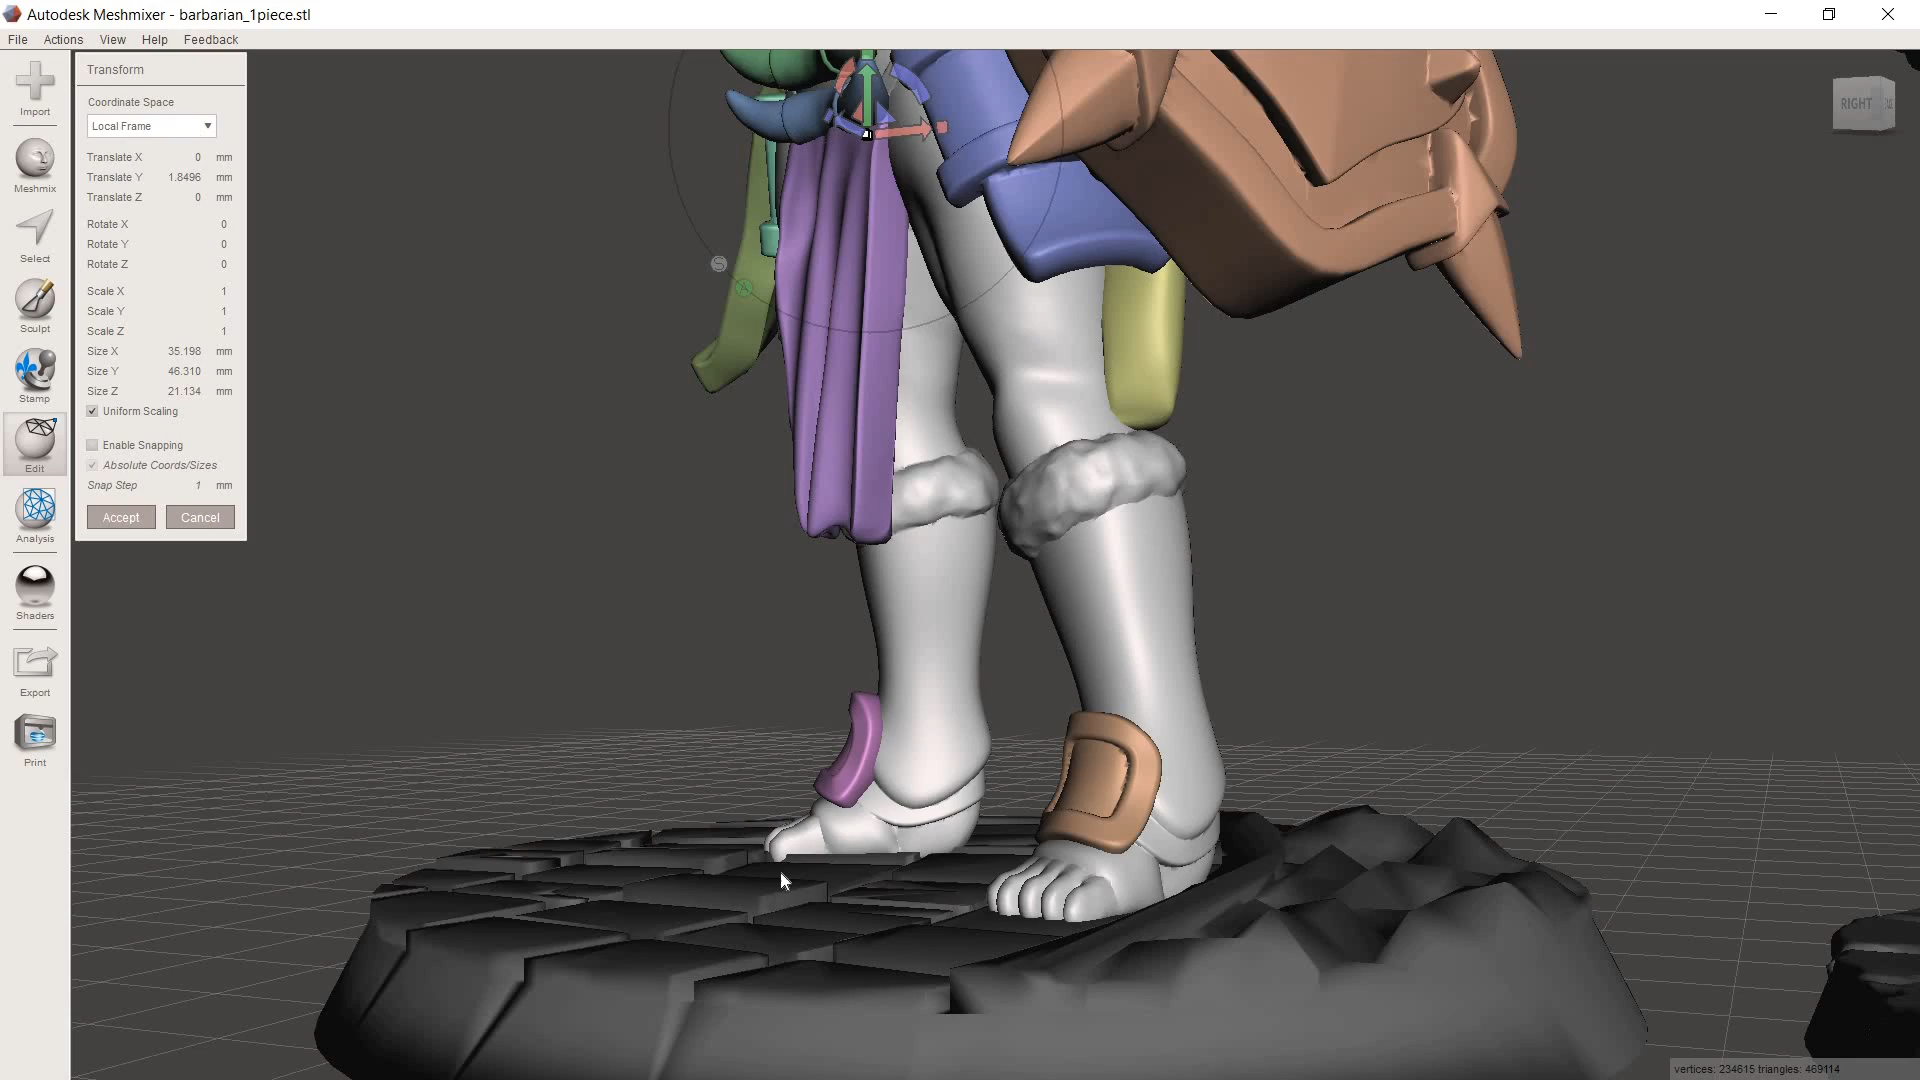 Autodesk Meshmixer - barbarian_1piece.stl
File Actions View Help Feedback
Import
Meshmix
Select
Sculpt
Stamp
Edit
Analysis
Shaders
Export
Print
Transform
Coordinate Space
Local Frame
Translate X 0 mm
Translate Y 1.8496 mm
Translate Z 0 mm
Rotate X 0
Rotate Y 0
Rotate Z 0
Scale X 1
Scale Y 1
Scale Z 1
Size X 35.198 mm
Size Y 46.310 mm
Size Z 21.134 mm
Uniform Scaling
Enable Snapping
Absolute Coords/Sizes
Snap Step 1 mm
Accept Cancel
S
RIGHT
vertices: 234615 triangles: 469114